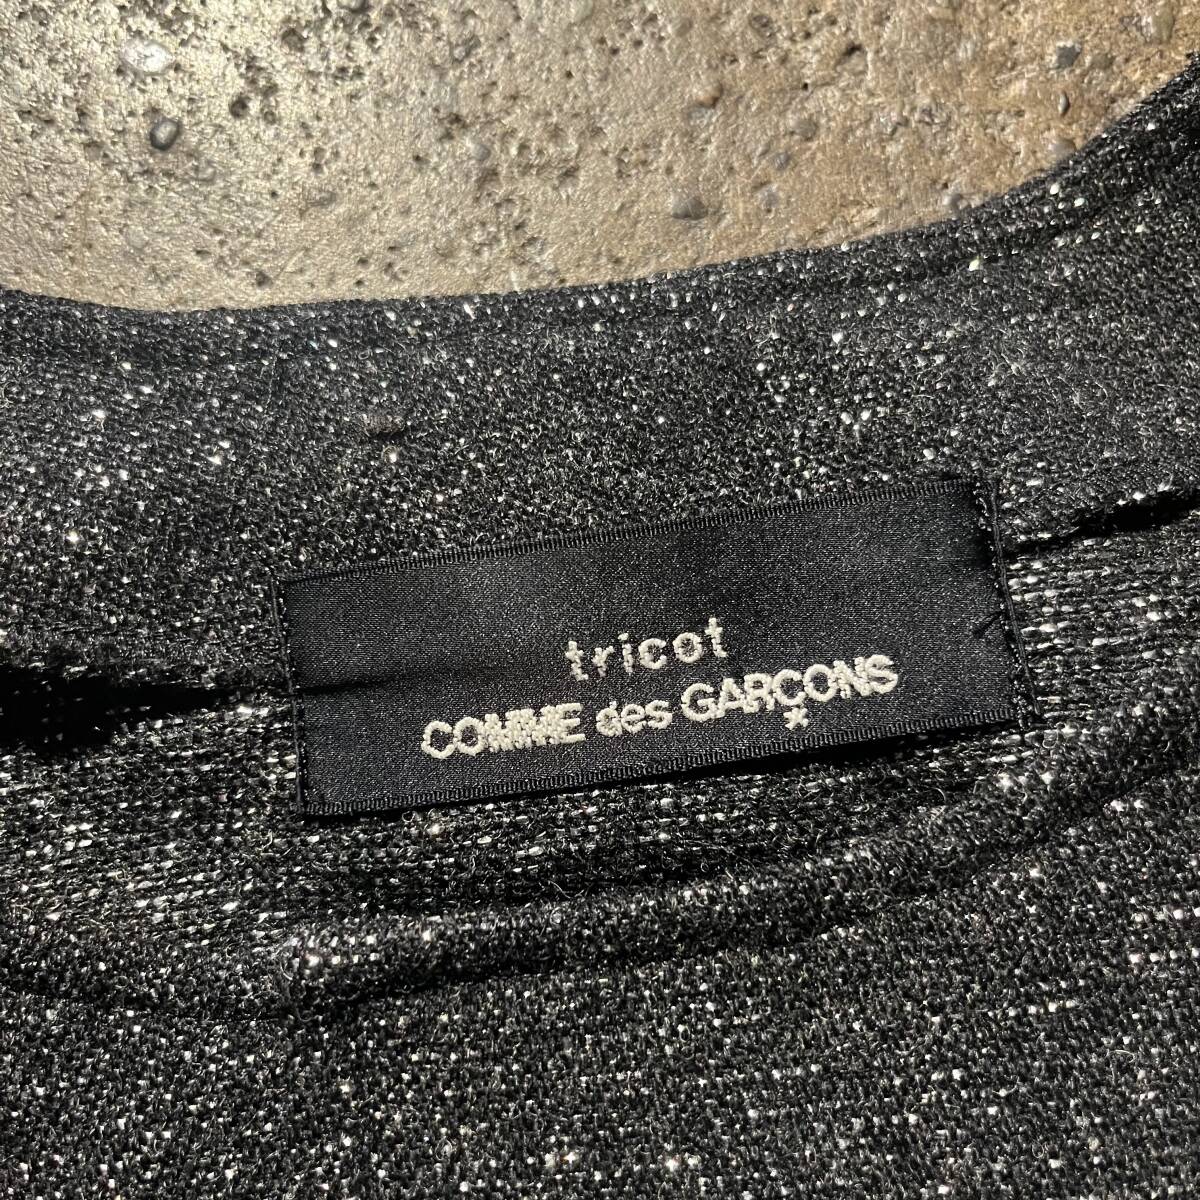 tricot
COMME des GARÇONS
*